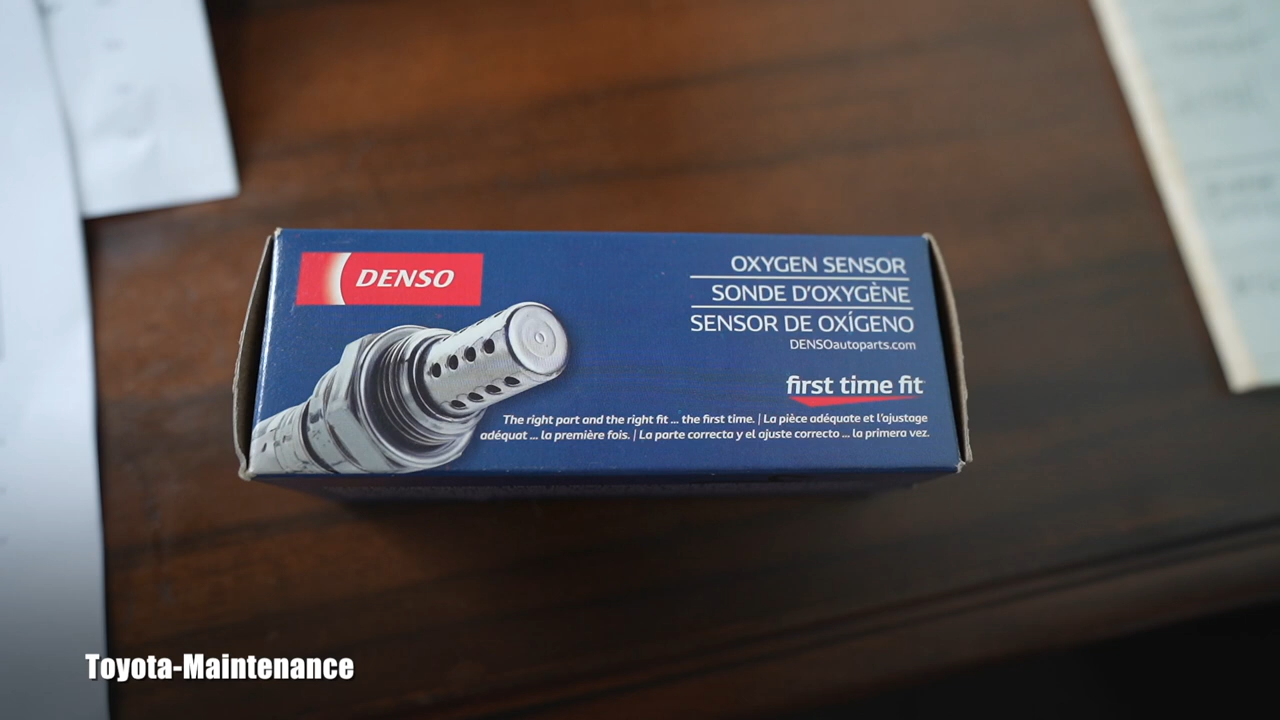 DENSO
OXYGEN SENSOR
SONDE D'OXYGÈNE
SENSOR DE OXÍGENO
DENSOautoparts.com
first time fit
The right part and the right fit ... the first time. | La pièce adéquate et l'ajustage
adéquat ... la première fois. | La parte correcta y el ajuste correcto ... la primera vez.
Toyota-Maintenance